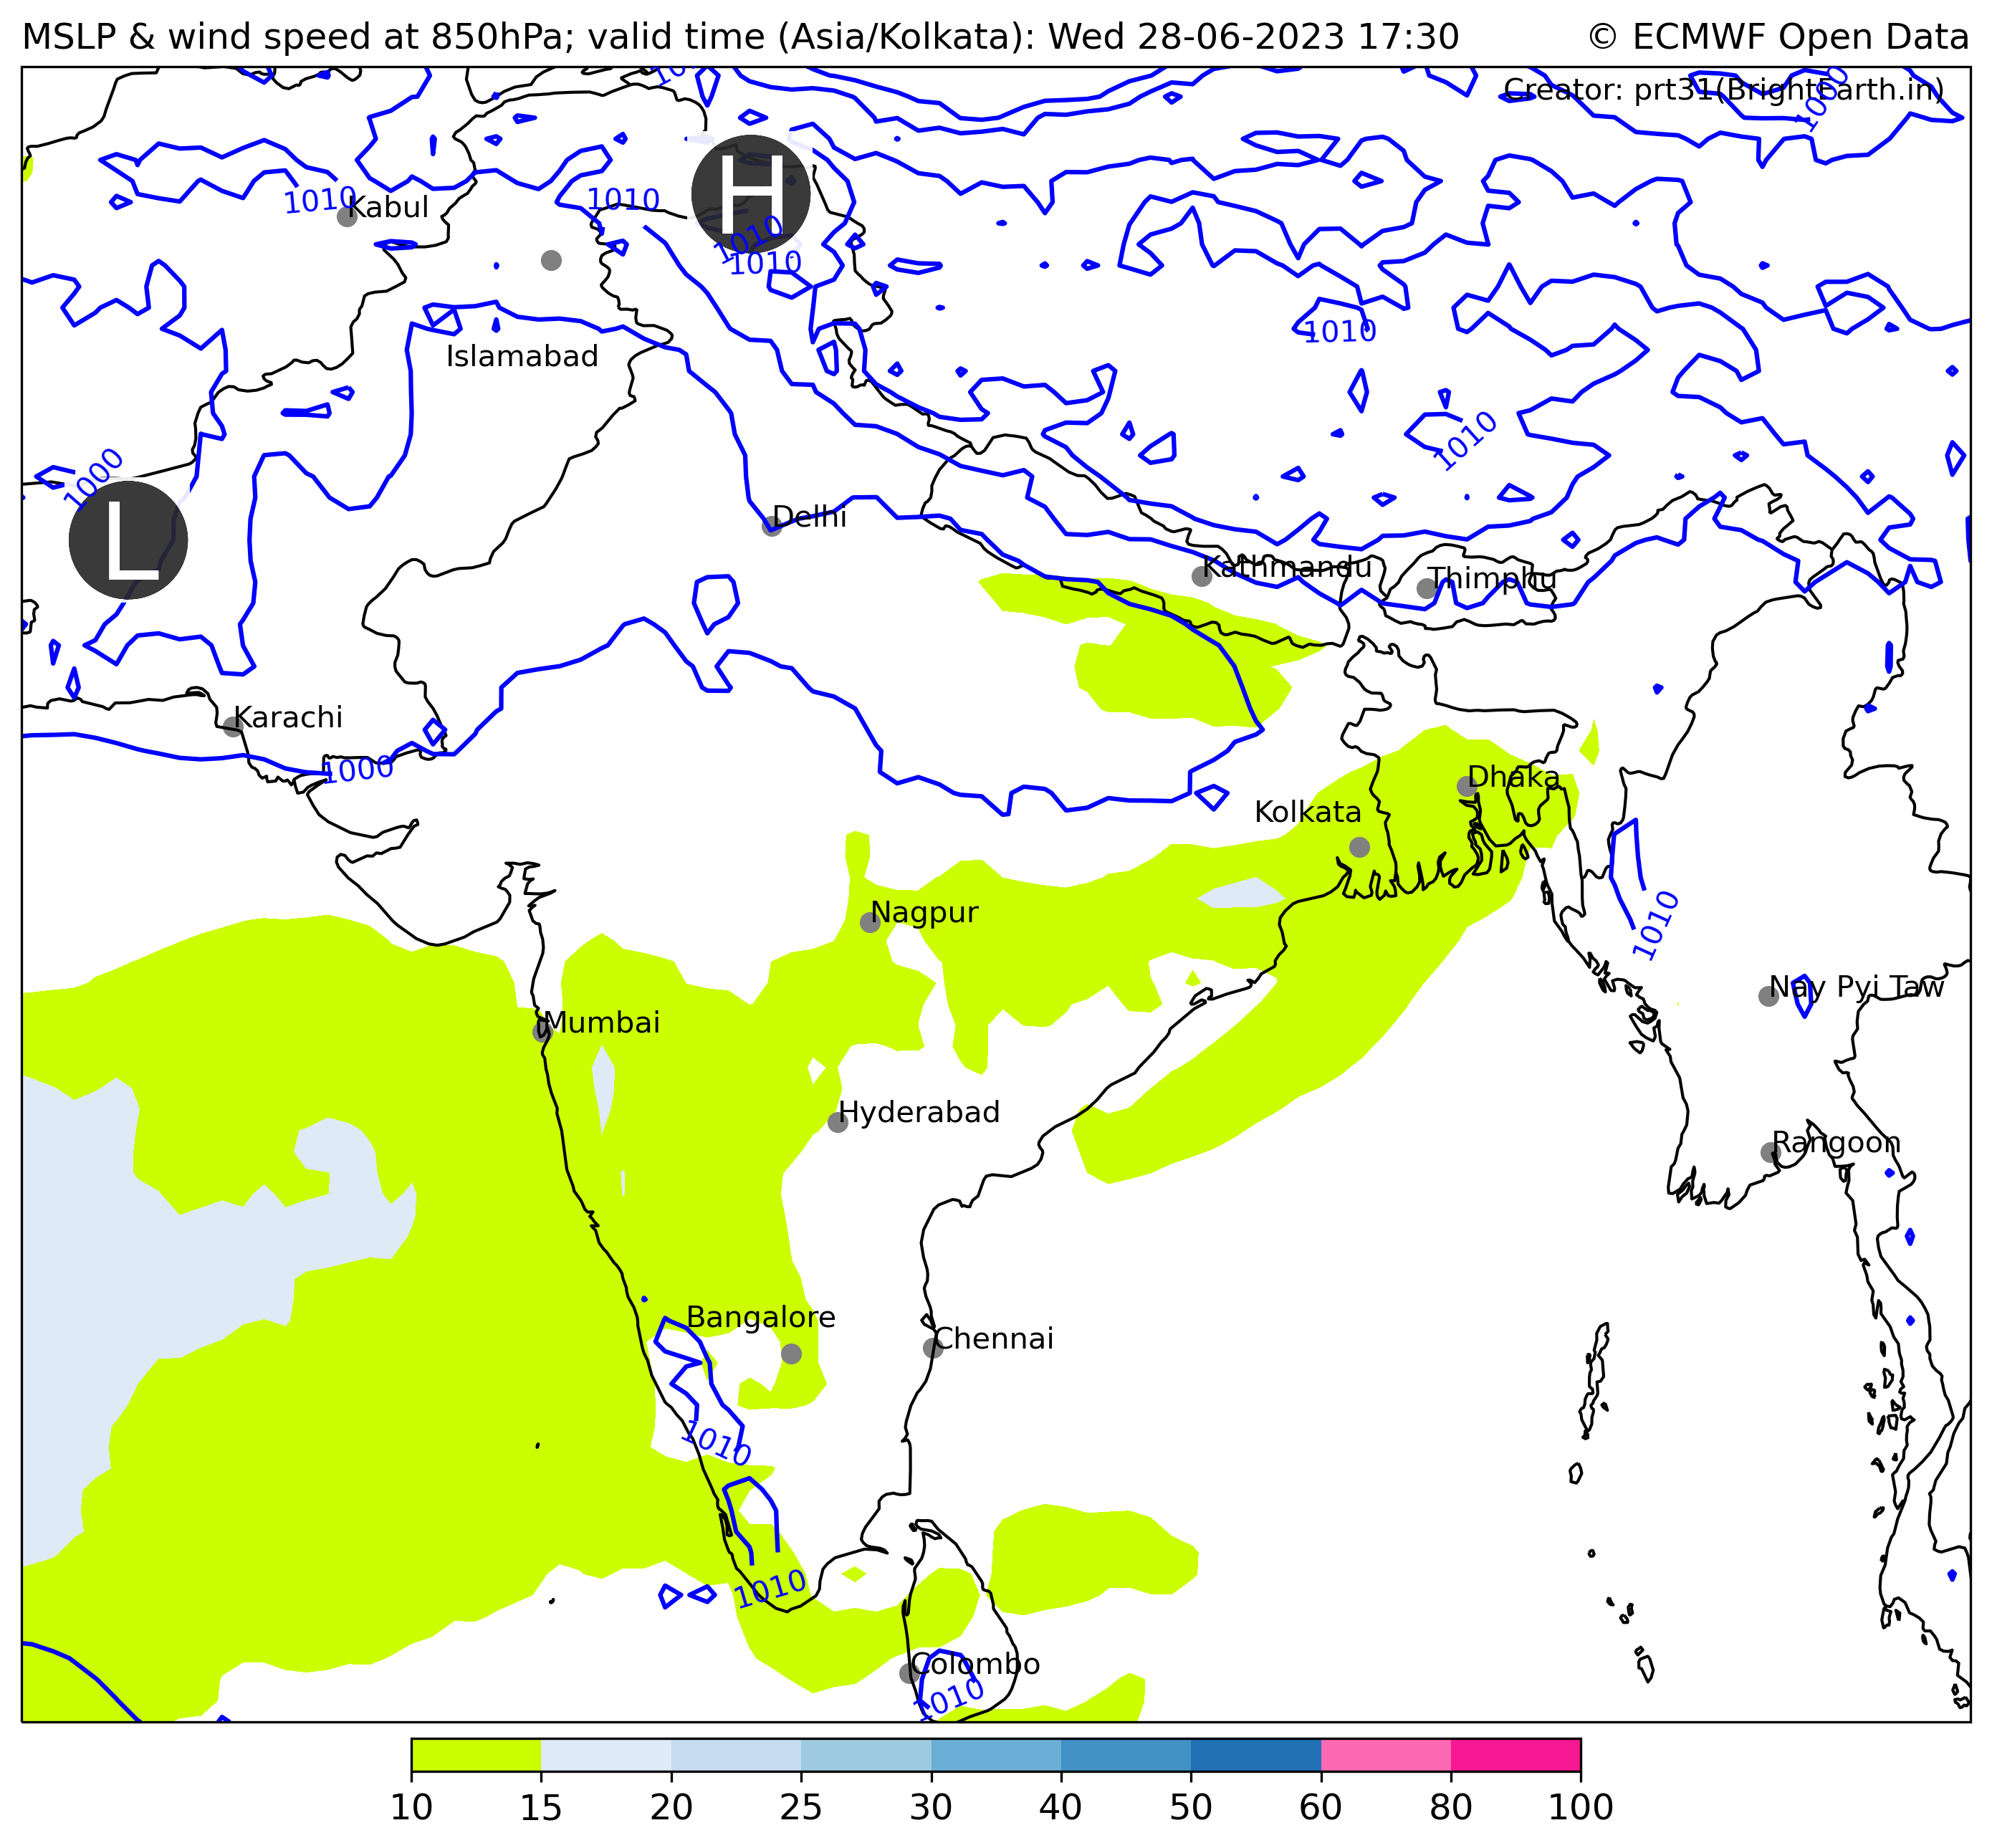 MSLP & wind speed at 850hPa; valid time (Asia/Kolkata): Wed 28-06-2023 17:30
© ECMWF Open Data
Creator: prt31(BrightEarth.in)
1000
1010
Kabul
1010
H
1010
1010
1010
Islamabad
1010
1000
L
Delhi
Kathmandu
Thimphu
Karachi
1000
Dhaka
Kolkata
Nagpur
1010
Nay Pyi Taw
Mumbai
Hyderabad
Rangoon
Bangalore
Chennai
1010
1010
Colombo
1010
10 15 20 25 30 40 50 60 80 100